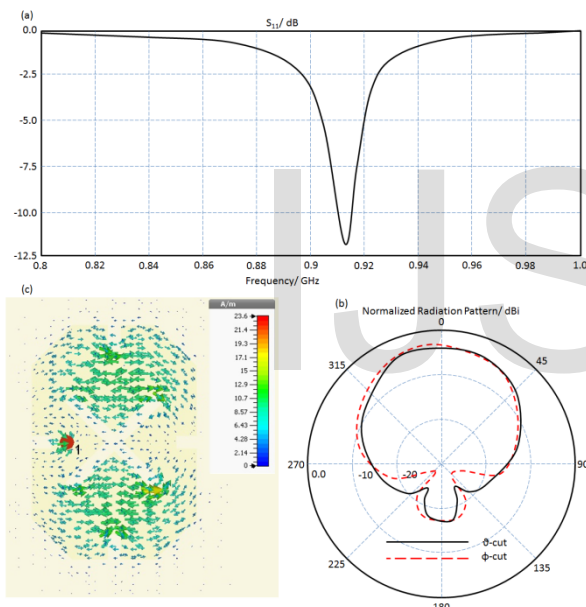 (a)
S11/ dB
0.0
-2.5
-5.0
-7.5
-10.0
-12.5
0.8 0.82 0.84 0.86 0.88 0.9 0.92 0.94 0.96 0.98 1.0
Frequency/ GHz
IJS
(c)
A/m
23.6
19.3
17.1
15
12.9
10.7
8.57
6.43
4.28
2.14
0
1
(b) Normalized Radiation Pattern/ dBi
0
315 45
270 0.0 -10 -20 90
225 135
180
ϑ-cut
ф-cut